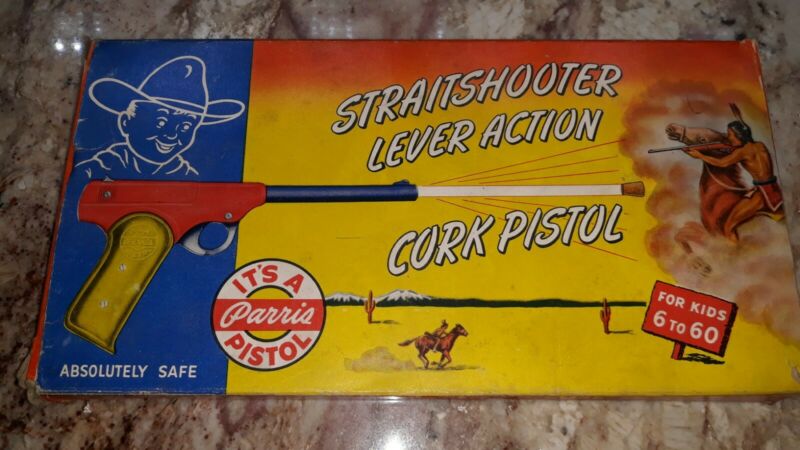 STRAITSHOOTER
LEVER ACTION
CORK PISTOL
IT'S A
Parris
PISTOL
FOR KIDS
6 TO 60
ABSOLUTELY SAFE